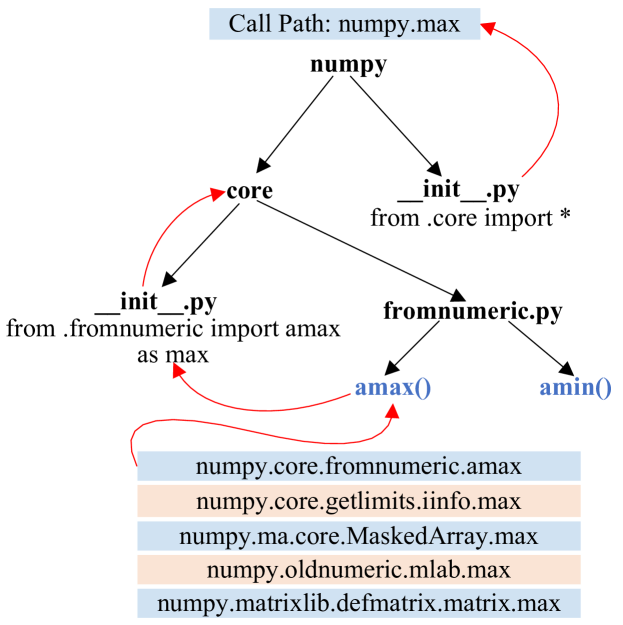 Call Path: numpy.max
numpy
core
__init__.py
from .core import *
__init__.py
from .fromnumeric import amax
as max
fromnumeric.py
amax()
amin()
numpy.core.fromnumeric.amax
numpy.core.getlimits.iinfo.max
numpy.ma.core.MaskedArray.max
numpy.oldnumeric.mlab.max
numpy.matrixlib.defmatrix.matrix.max